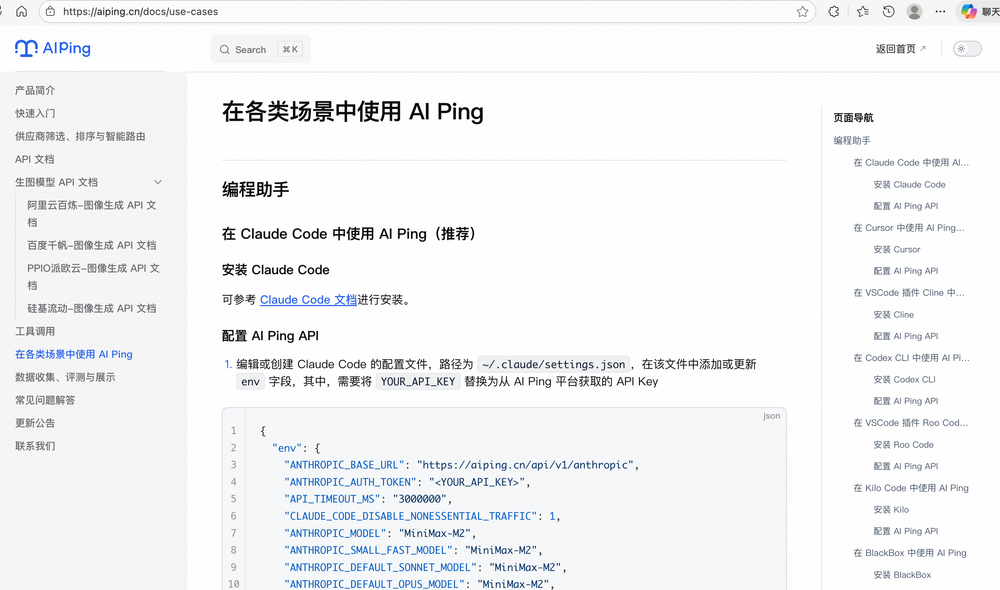 https://aiping.cn/docs/use-cases
聊天
AIPing
Search
⌘ K
返回首页 ↗
产品简介
快速入门
供应商筛选、排序与智能路由
API 文档
生图模型 API 文档
阿里云百炼-图像生成 API 文
档
百度千帆-图像生成 API 文档
PPIO派欧云-图像生成 API 文
档
硅基流动-图像生成 API 文档
工具调用
在各类场景中使用 AI Ping
数据收集、评测与展示
常见问题解答
更新公告
联系我们
在各类场景中使用 AI Ping
编程助手
在 Claude Code 中使用 AI Ping（推荐）
安装 Claude Code
可参考 Claude Code 文档进行安装。
配置 AI Ping API
1. 编辑或创建 Claude Code 的配置文件，路径为 ~/.claude/settings.json，在该文件中添加或更新
env 字段，其中，需要将 YOUR_API_KEY 替换为从 AI Ping 平台获取的 API Key
json
1 {
2 "env": {
3 "ANTHROPIC_BASE_URL": "https://aiping.cn/api/v1/anthropic",
4 "ANTHROPIC_AUTH_TOKEN": "<YOUR_API_KEY>",
5 "API_TIMEOUT_MS": "3000000",
6 "CLAUDE_CODE_DISABLE_NONESSENTIAL_TRAFFIC": 1,
7 "ANTHROPIC_MODEL": "MiniMax-M2",
8 "ANTHROPIC_SMALL_FAST_MODEL": "MiniMax-M2",
9 "ANTHROPIC_DEFAULT_SONNET_MODEL": "MiniMax-M2",
10 "ANTHROPIC_DEFAULT_OPUS_MODEL": "MiniMax-M2",
页面导航
编程助手
在 Claude Code 中使用 AI...
安装 Claude Code
配置 AI Ping API
在 Cursor 中使用 AI Ping...
安装 Cursor
配置 AI Ping API
在 VSCode 插件 Cline 中...
安装 Cline
配置 AI Ping API
在 Codex CLI 中使用 AI Pi...
安装 Codex CLI
配置 AI Ping API
在 VSCode 插件 Roo Cod...
安装 Roo Code
配置 AI Ping API
在 Kilo Code 中使用 AI Ping
安装 Kilo
配置 AI Ping API
在 BlackBox 中使用 AI Ping
安装 BlackBox